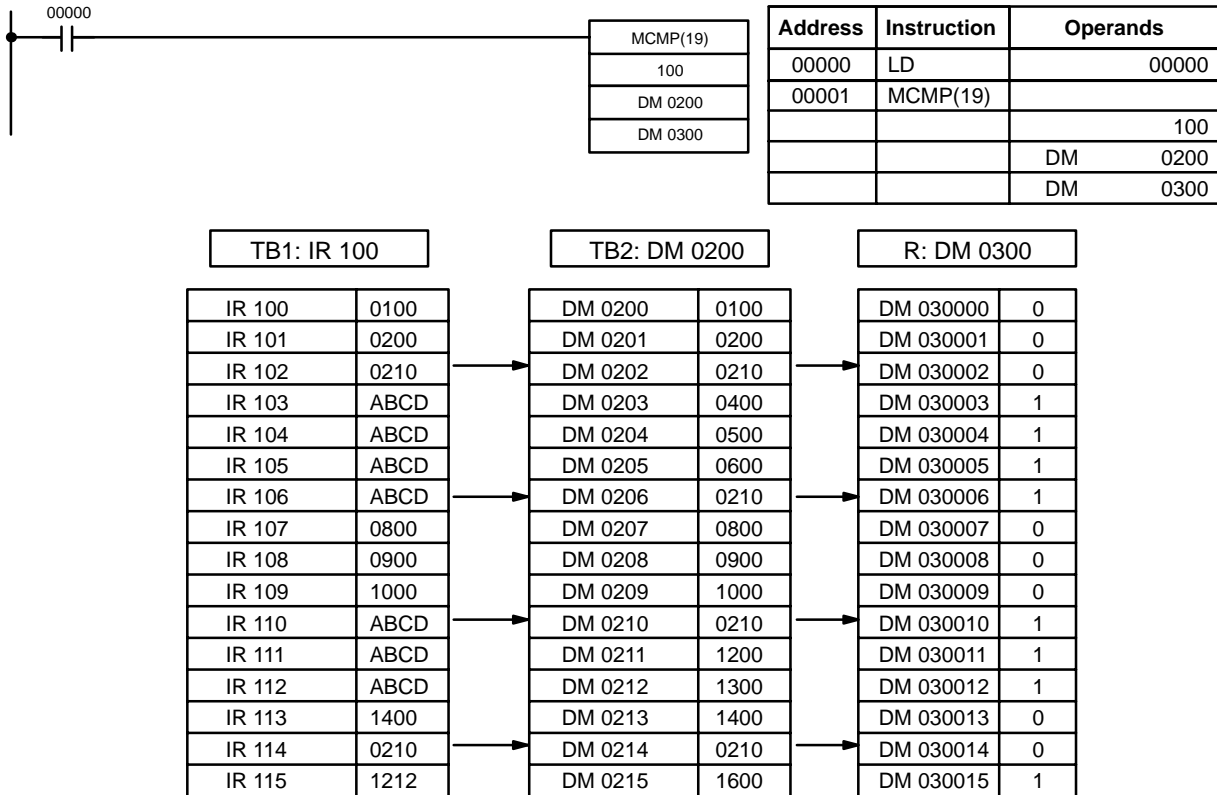 00000
MCMP(19)
100
DM 0200
DM 0300
Address Instruction Operands
00000 LD 00000
00001 MCMP(19)
100
DM 0200
DM 0300
TB1: IR 100 TB2: DM 0200 R: DM 0300
IR 100 0100 DM 0200 0100 DM 030000 0
IR 101 0200 DM 0201 0200 DM 030001 0
IR 102 0210 DM 0202 0210 DM 030002 0
IR 103 ABCD DM 0203 0400 DM 030003 1
IR 104 ABCD DM 0204 0500 DM 030004 1
IR 105 ABCD DM 0205 0600 DM 030005 1
IR 106 ABCD DM 0206 0210 DM 030006 1
IR 107 0800 DM 0207 0800 DM 030007 0
IR 108 0900 DM 0208 0900 DM 030008 0
IR 109 1000 DM 0209 1000 DM 030009 0
IR 110 ABCD DM 0210 0210 DM 030010 1
IR 111 ABCD DM 0211 1200 DM 030011 1
IR 112 ABCD DM 0212 1300 DM 030012 1
IR 113 1400 DM 0213 1400 DM 030013 0
IR 114 0210 DM 0214 0210 DM 030014 0
IR 115 1212 DM 0215 1600 DM 030015 1